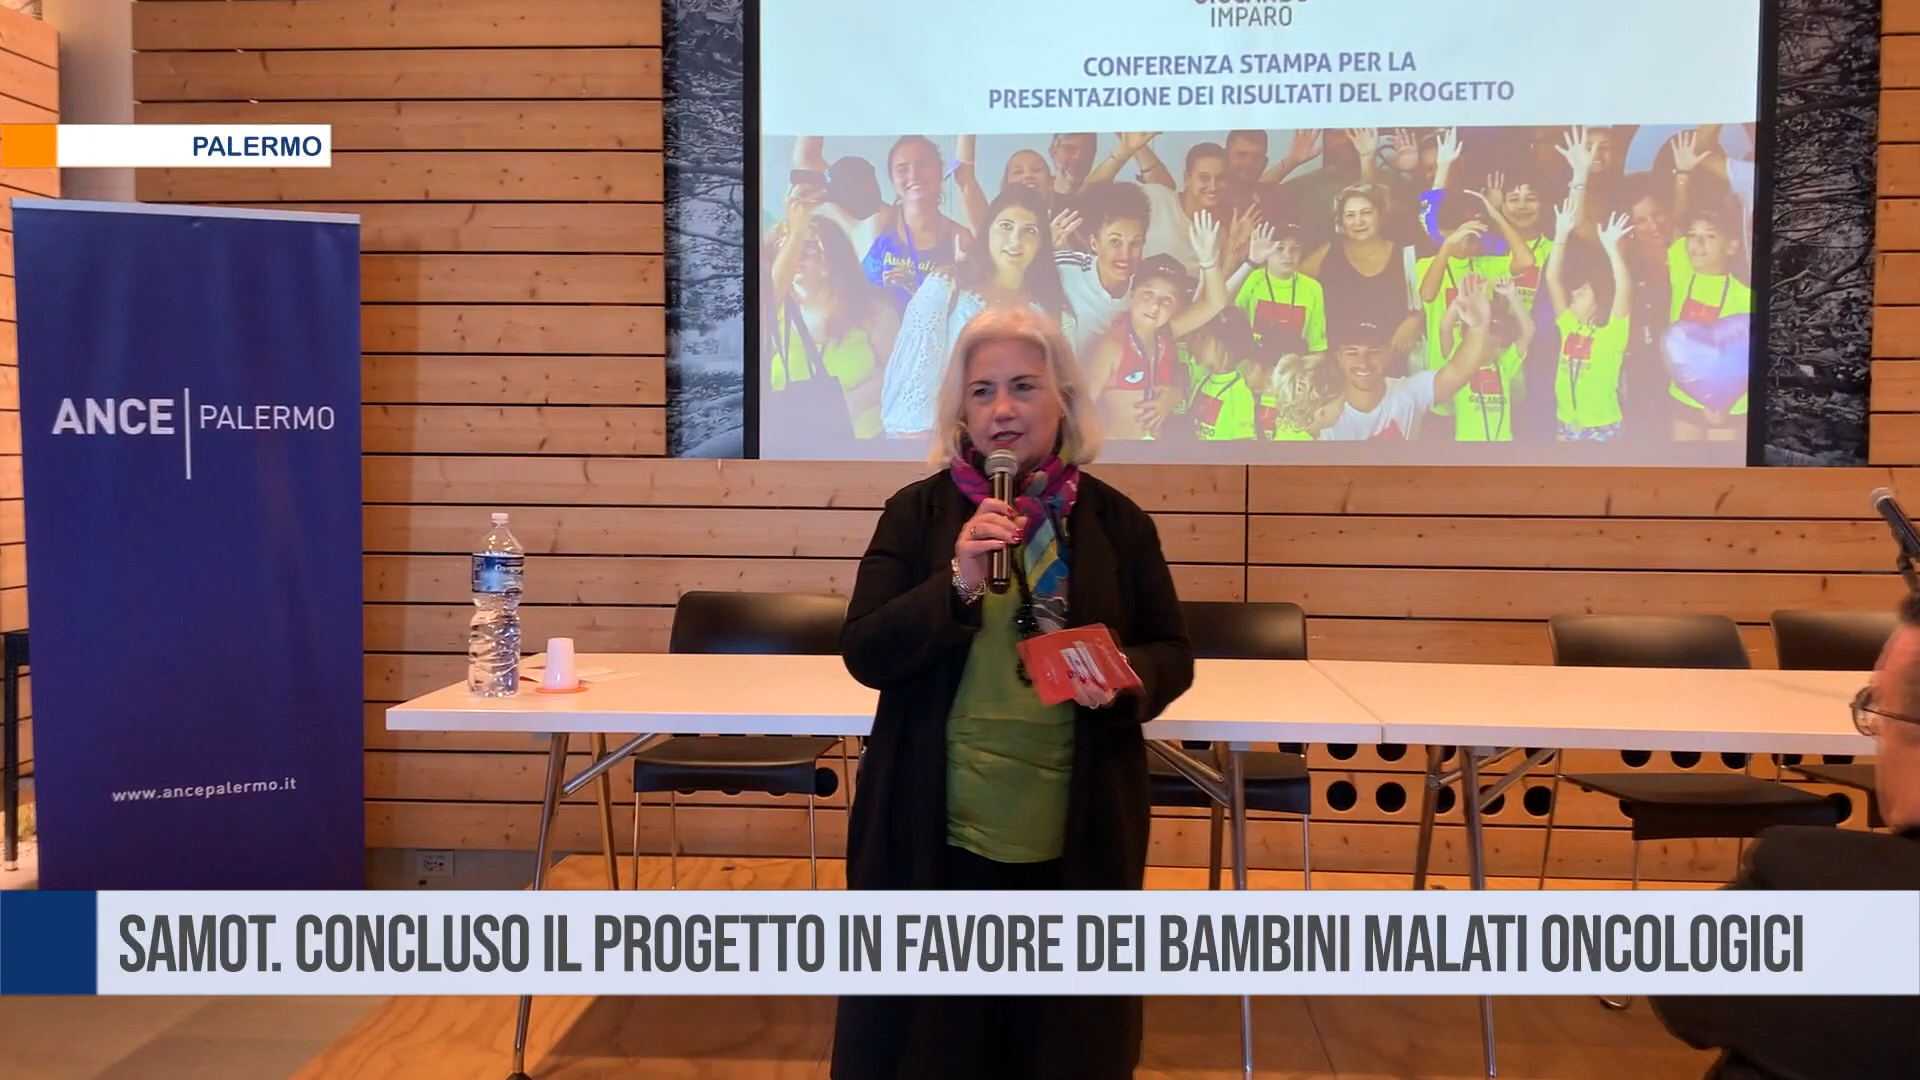 IMPARO
CONFERENZA STAMPA PER LA
PRESENTAZIONE DEI RISULTATI DEL PROGETTO
PALERMO
Austral
ANCE PALERMO
www.ancepalermo.it
SAMOT. CONCLUSO IL PROGETTO IN FAVORE DEI BAMBINI MALATI ONCOLOGICI